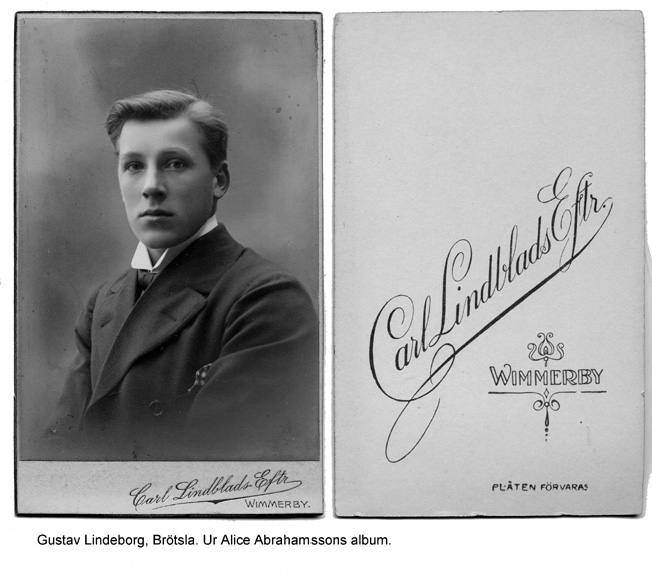 Carl Lindblads Eftr.
WIMMERBY.
Carl Lindblads Eftr.
WIMMERBY
PLÅTEN FÖRVARAS
Gustav Lindeborg, Brötsla. Ur Alice Abrahamssons album.